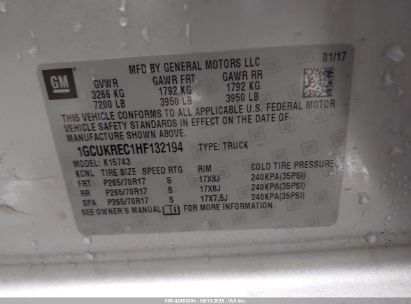 GM
MFD BY GENERAL MOTORS LLC
01/17
GVWR GAWR FRT GAWR RR
3266 KG 1792 KG 1792 KG
7200 LB 3950 LB 3950 LB
THIS VEHICLE CONFORMS TO ALL APPLICABLE U.S. FEDERAL MOTOR
VEHICLE SAFETY AND THEFT PREVENTION STANDARDS IN EFFECT ON THE DATE OF
MANUFACTURE SHOWN ABOVE.
1GCUKREC1HF132194 TYPE: TRUCK
MODEL: K15743
KCNL TIRE SIZE SPEED RTG RIM COLD TIRE PRESSURE
FRT P265/70R17 S 17X8J 240KPA(35PSI)
RR P265/70R17 S 17X8J 240KPA(35PSI)
SPA P265/70R17 S 17X7.5J 240KPA(35PSI)
SEE OWNER'S MANUAL FOR MORE INFORMATION.